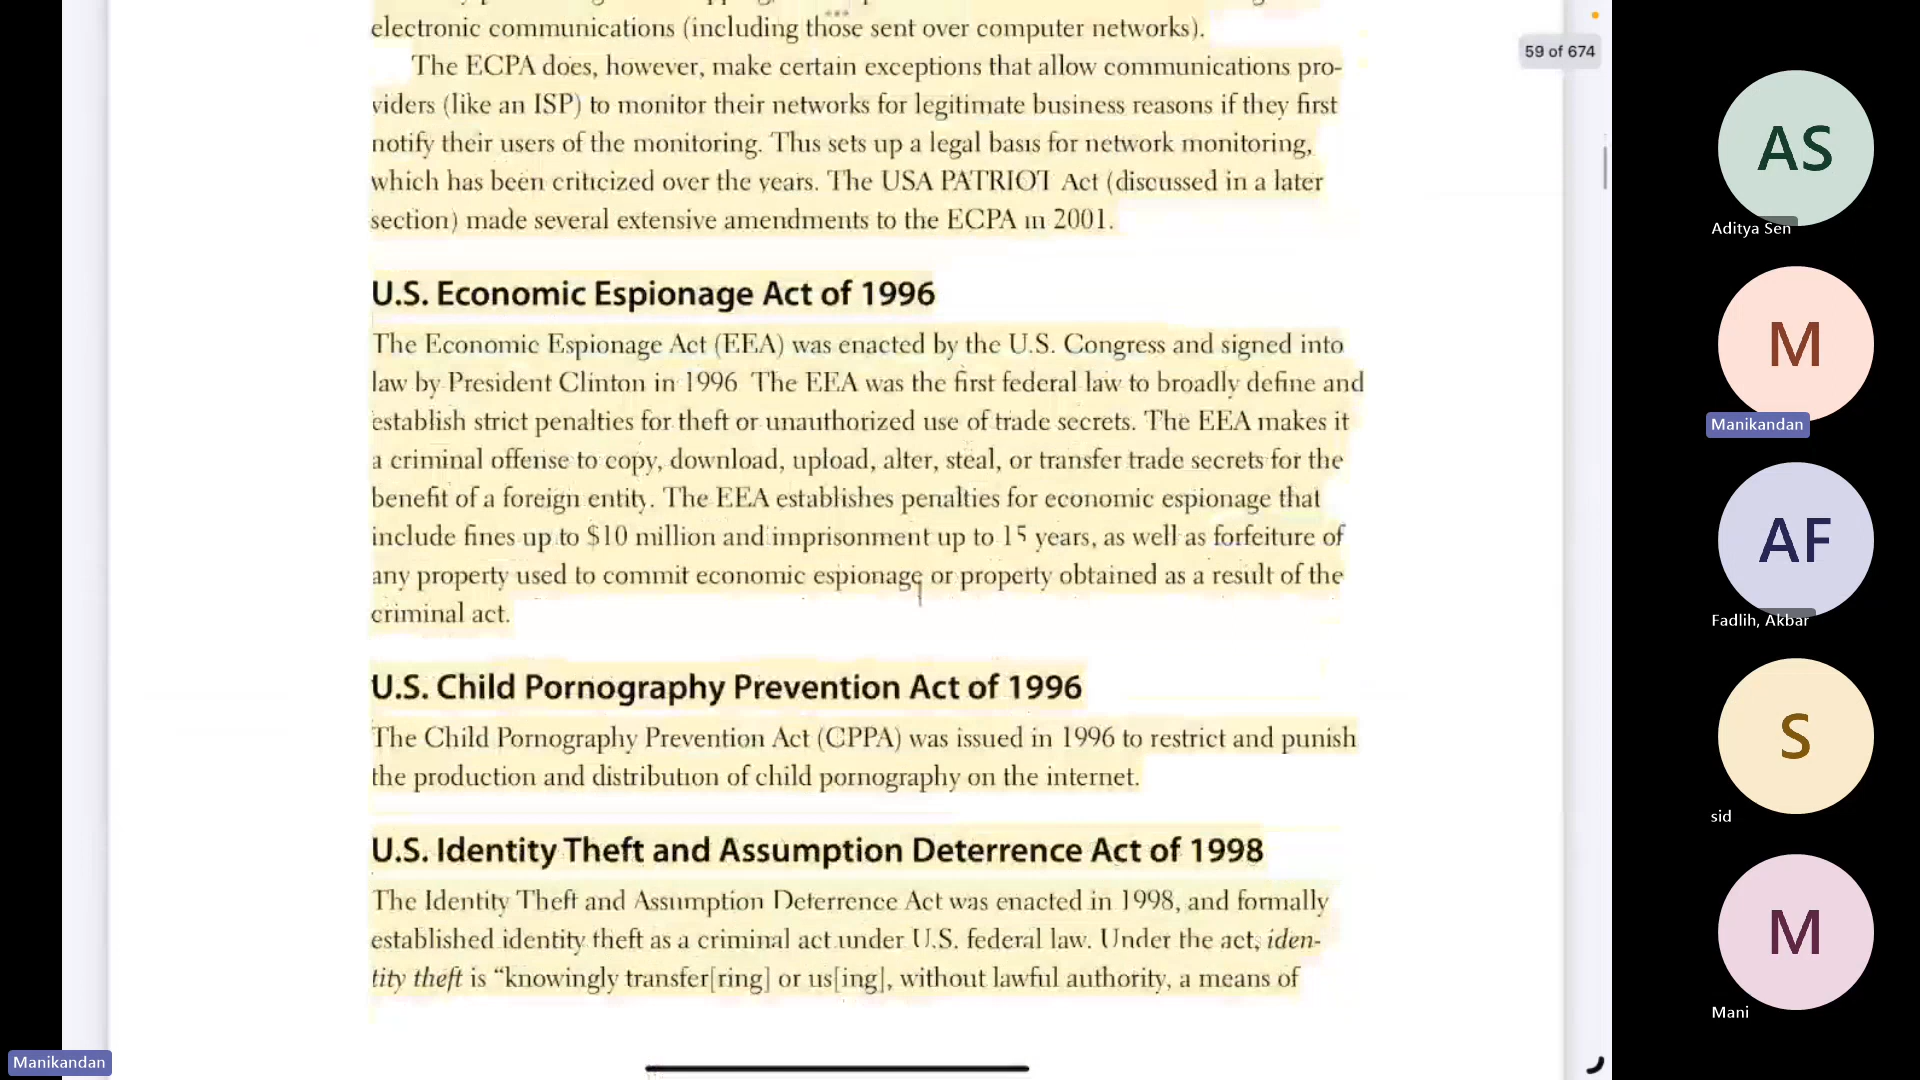 electronic communications (including those sent over computer networks).
The ECPA does, however, make certain exceptions that allow communications pro-
viders (like an ISP) to monitor their networks for legitimate business reasons if they first
notify their users of the monitoring. This sets up a legal basis for network monitoring,
which has been criticized over the years. The USA PATRIOT Act (discussed in a later
section) made several extensive amendments to the ECPA in 2001.
U.S. Economic Espionage Act of 1996
The Economic Espionage Act (EEA) was enacted by the U.S. Congress and signed into
law by President Clinton in 1996 The EEA was the first federal law to broadly define and
establish strict penalties for theft or unauthorized use of trade secrets. The EEA makes it
a criminal offense to copy, download, upload, alter, steal, or transfer trade secrets for the
benefit of a foreign entity. The EEA establishes penalties for economic espionage that
include fines up to $10 million and imprisonment up to 15 years, as well as forfeiture of
any property used to commit economic espionage or property obtained as a result of the
criminal act.
U.S. Child Pornography Prevention Act of 1996
The Child Pornography Prevention Act (CPPA) was issued in 1996 to restrict and punish
the production and distribution of child pornography on the internet.
U.S. Identity Theft and Assumption Deterrence Act of 1998
The Identity Theft and Assumption Deterrence Act was enacted in 1998, and formally
established identity theft as a criminal act under U.S. federal law. Under the act, iden-
tity theft is “knowingly transfer[ring] or us[ing], without lawful authority, a means of
59 of 674
AS
Aditya Sen
M
Manikandan
AF
Fadlih, Akbar
S
sid
M
Mani
Manikandan